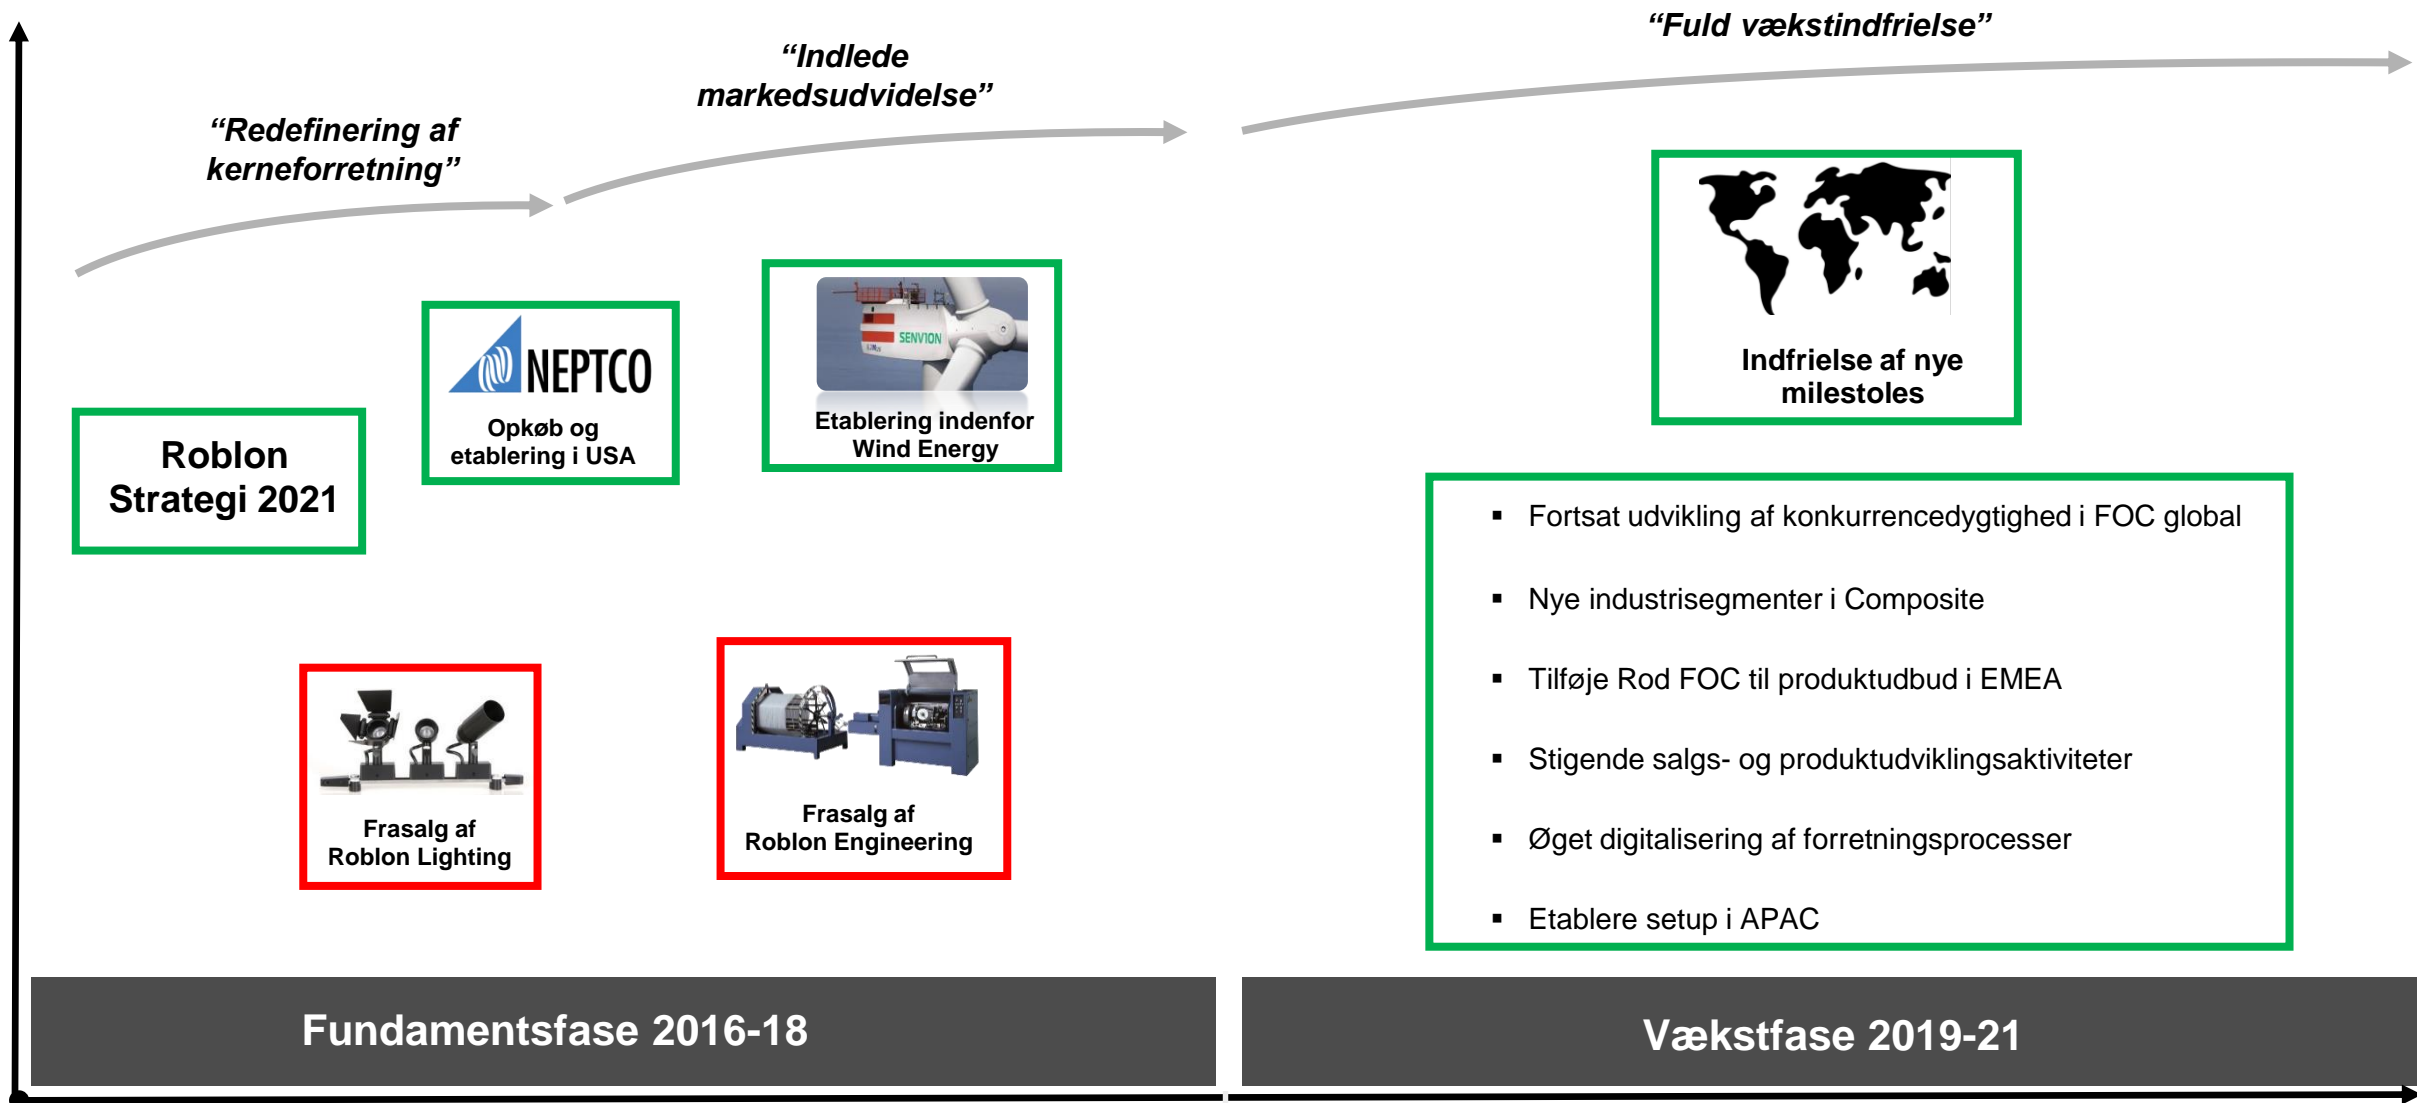 “Fuld vækstindfrielse”
“Indlede
markedsudvidelse”
“Redefinering af
kerneforretning”
SENVION
NEPTCO
Opkøb og
etablering i USA
Etablering indenfor
Wind Energy
Indfrielse af nye
milestoles
Roblon
Strategi 2021
▪ Fortsat udvikling af konkurrencedygtighed i FOC global
▪ Nye industrisegmenter i Composite
▪ Tilføje Rod FOC til produktudbud i EMEA
▪ Stigende salgs- og produktudviklingsaktiviteter
▪ Øget digitalisering af forretningsprocesser
▪ Etablere setup i APAC
Frasalg af
Roblon Lighting
Frasalg af
Roblon Engineering
Fundamentsfase 2016-18
Vækstfase 2019-21